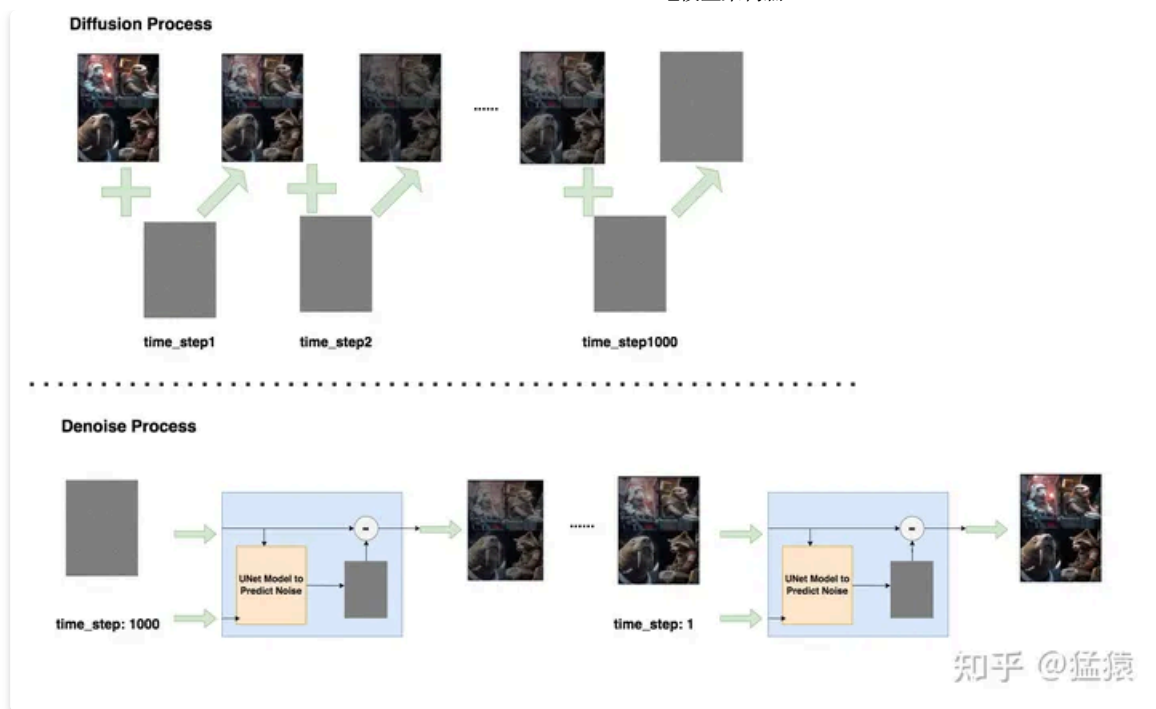 Diffusion Process
......
time_step1
time_step2
time_step1000
Denoise Process
......
UNet Model to
Predict Noise
UNet Model to
Predict Noise
time_step: 1000
time_step: 1
知乎 @猛猿